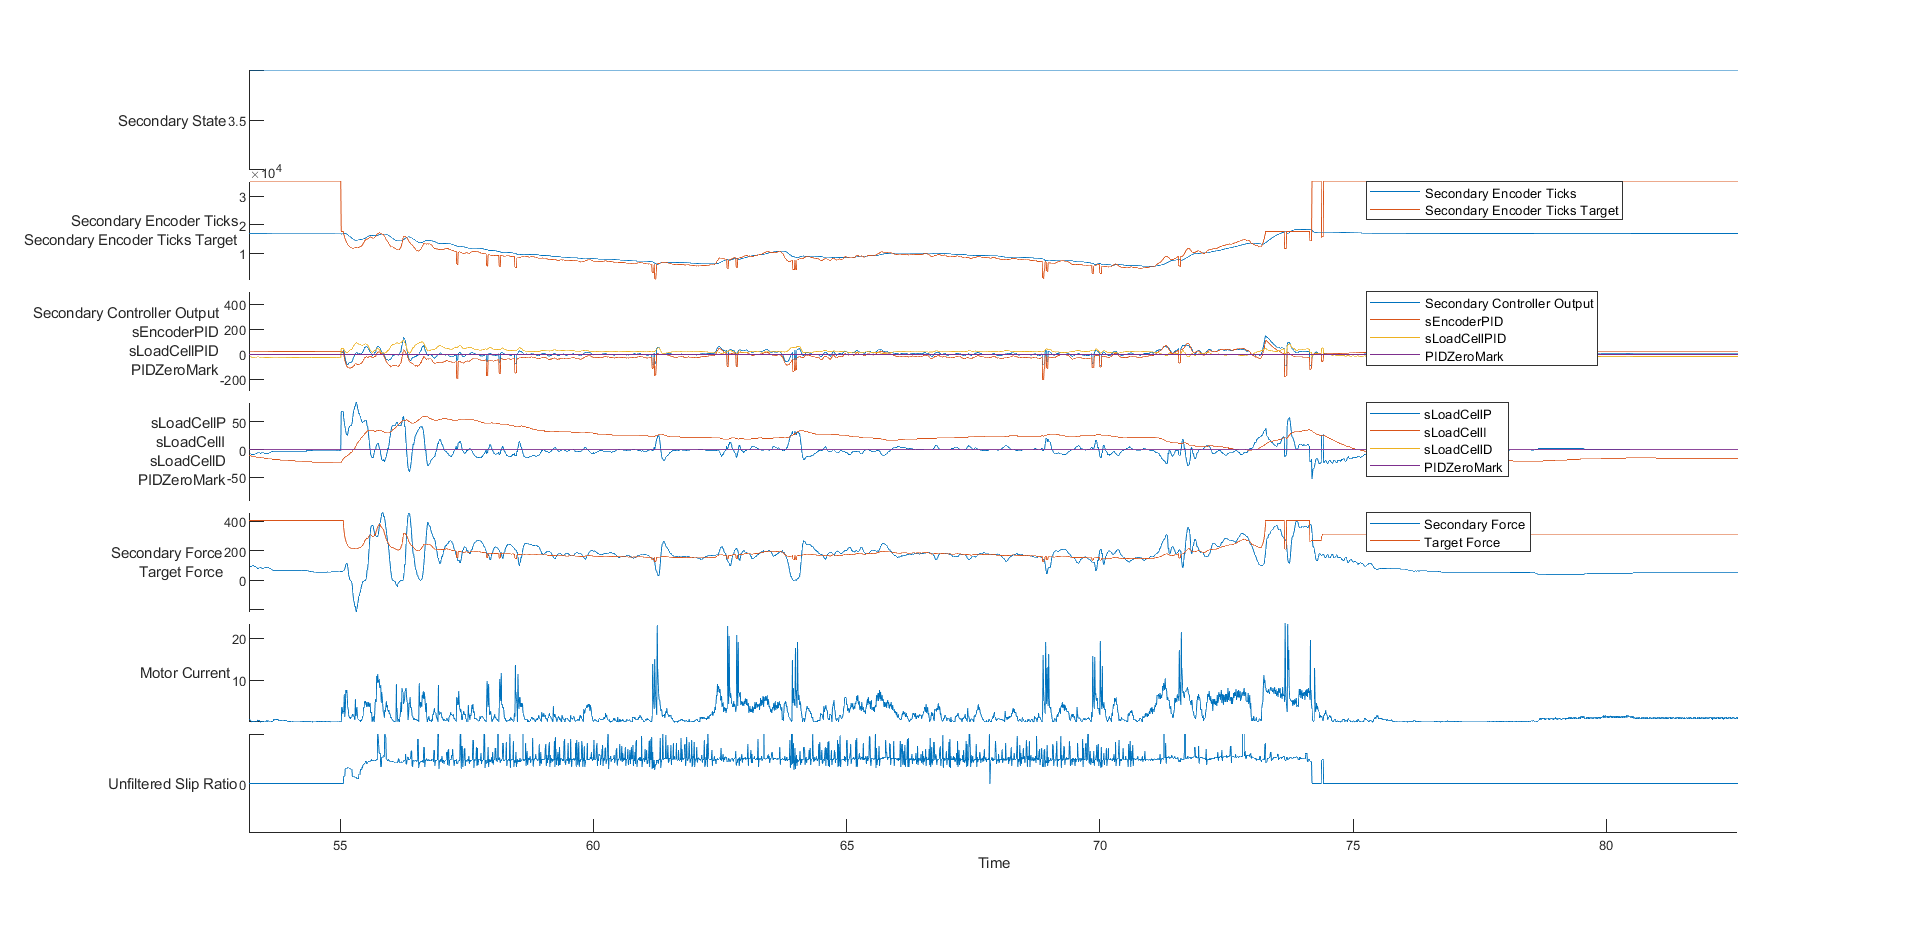 Secondary State
3.5
×10^4
3
2
1
Secondary Encoder Ticks
Secondary Encoder Ticks Target
Secondary Encoder Ticks
Secondary Encoder Ticks Target
400
200
0
-200
Secondary Controller Output
sEncoderPID
sLoadCellPID
PIDZeroMark
Secondary Controller Output
sEncoderPID
sLoadCellPID
PIDZeroMark
50
0
-50
sLoadCellP
sLoadCellI
sLoadCellD
PIDZeroMark
sLoadCellP
sLoadCellI
sLoadCellD
PIDZeroMark
400
200
0
Secondary Force
Target Force
Secondary Force
Target Force
20
10
Motor Current
Unfiltered Slip Ratio
0
55 60 65 70 75 80
Time